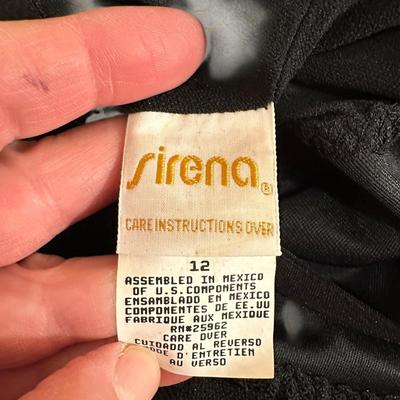 sirena®
CARE INSTRUCTIONS OVER
12
ASSEMBLED IN MEXICO
OF U.S. COMPONENTS
ENSAMBLADO EN MEXICO
COMPONENTES DE EE.UU
FABRIQUE AUX MEXIQUE
RN#25962
CARE OVER
CUIDADO AL REVERSO
MODE D'ENTRETIEN
AU VERSO